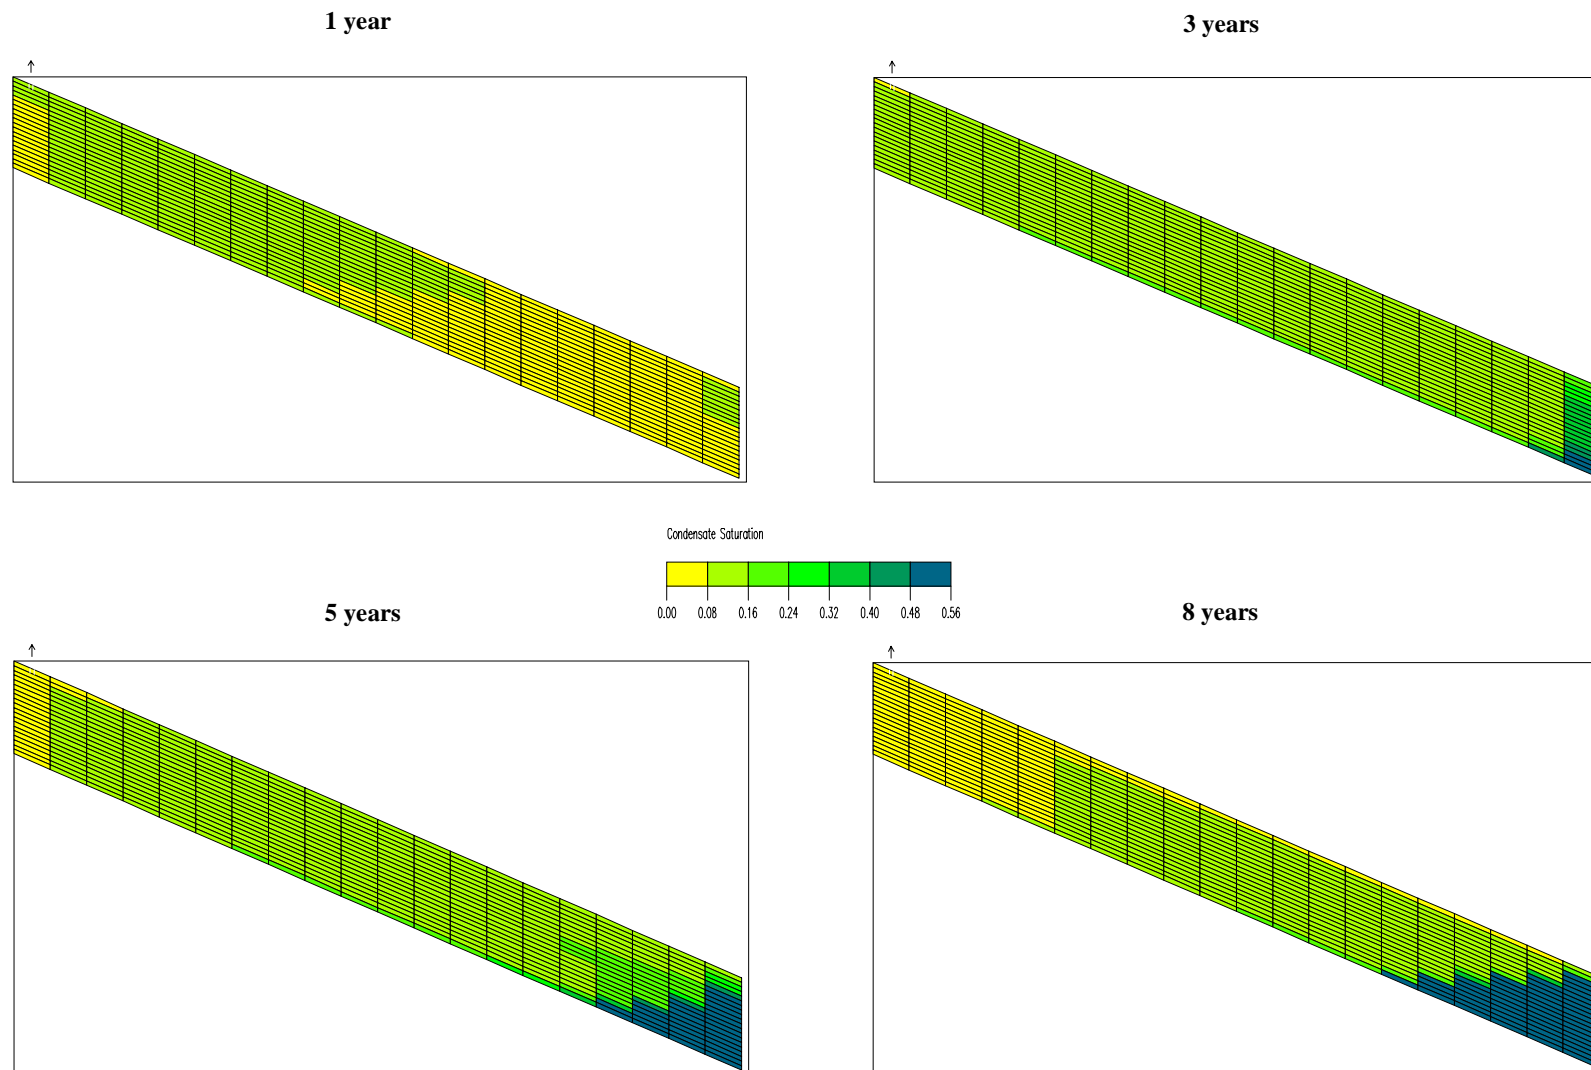 1 year
3 years
Condensate Saturation
0.00 0.08 0.16 0.24 0.32 0.40 0.48 0.56
5 years
8 years